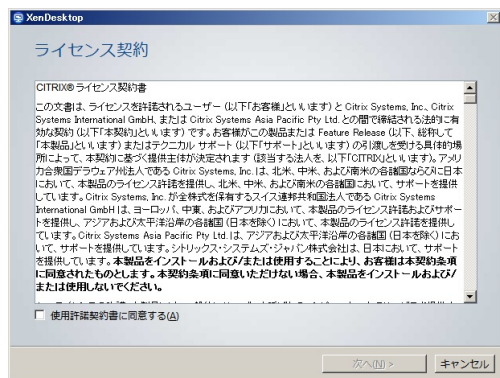 XenDesktop
ライセンス契約
CITRIX® ライセンス契約書
この文書は、ライセンスを許諾されるユーザー (以下「お客様」といいます) と Citrix Systems, Inc.、Citrix
Systems International GmbH、または Citrix Systems Asia Pacific Pty Ltd. との間で締結される法的に有
効な契約 (以下「本契約」といいます) です。お客様がこの製品または Feature Release (以下、総称して
「本製品」といいます) またはテクニカル サポート (以下「サポート」といいます) の引渡しを受ける具体的場
所によって、本契約に基づく提供主体が決定されます (該当する法人を、以下「CITRIX」といいます)。アメリ
カ合衆国デラウェア州法人である Citrix Systems, Inc. は、北米、中米、および南米の各諸国ならびに日本
において、本製品のライセンス許諾を提供し、北米、中米、および南米の各諸国において、サポートを提供
しています。Citrix Systems, Inc. が全株式を保有するスイス連邦共和国法人である Citrix Systems
International GmbH は、ヨーロッパ、中東、およびアフリカにおいて、本製品のライセンス許諾およびサポー
トを提供し、アジアおよび太平洋沿岸の各諸国 (日本を除く) において、本製品のライセンス許諾を提供し
ています。Citrix Systems Asia Pacific Pty Ltd. は、アジアおよび太平洋沿岸の各諸国 (日本を除く) にお
いて、サポートを提供しています。シトリックス・システムズ・ジャパン株式会社は、日本において、サポート
を提供しています。本製品をインストールおよび/または使用することにより、お客様は本契約条項
に同意されたものとします。本契約条項に同意いただけない場合、本製品をインストールおよび/
または使用しないでください。
使用許諾契約書に同意する(A)
次へ(N) >
キャンセル